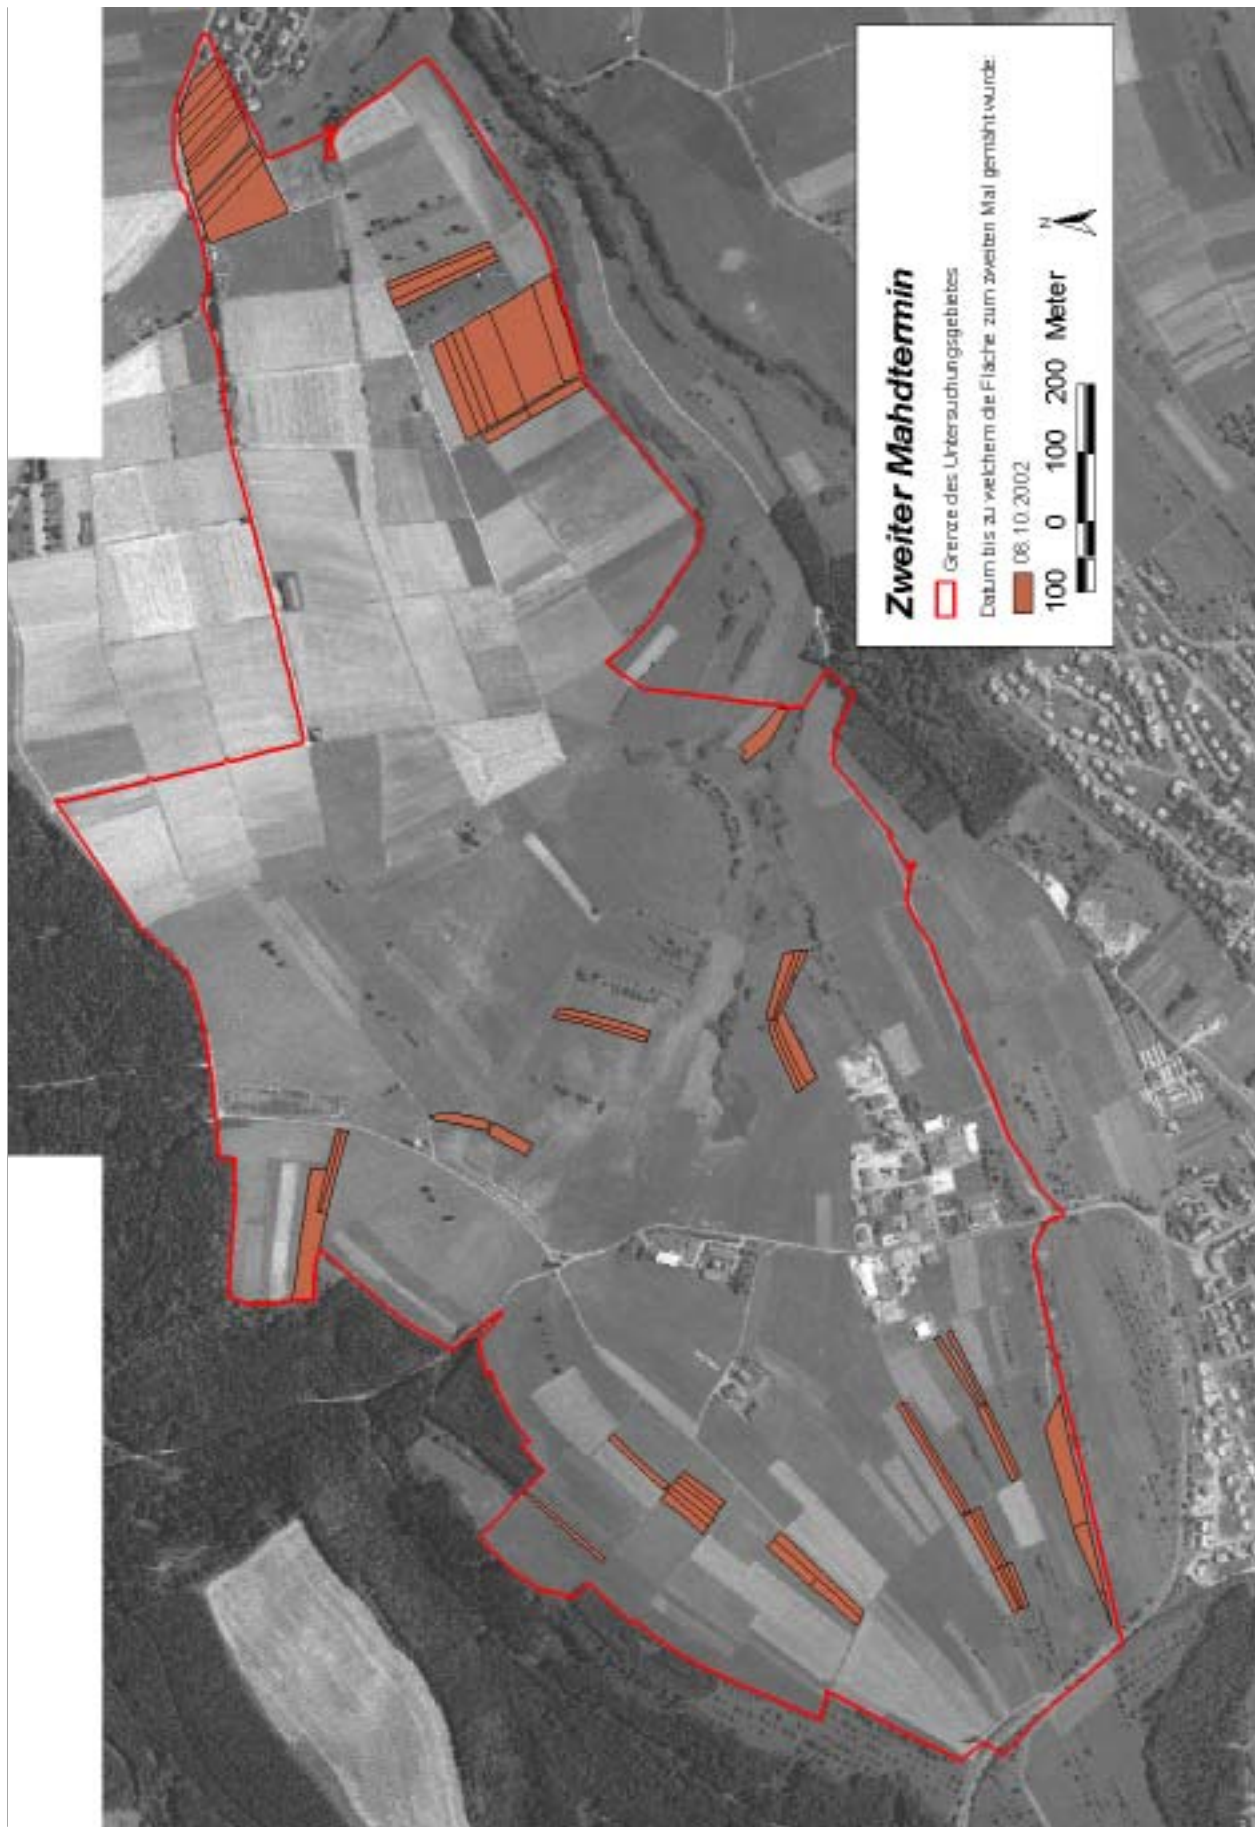 Zweiter Mahdtermin
Grenze des Untersuchungsgebietes
Datum bis zu welchem die Fläche zum zweiten Mal gemäht wurde:
08.10.2002
100 0 100 200 Meter
N